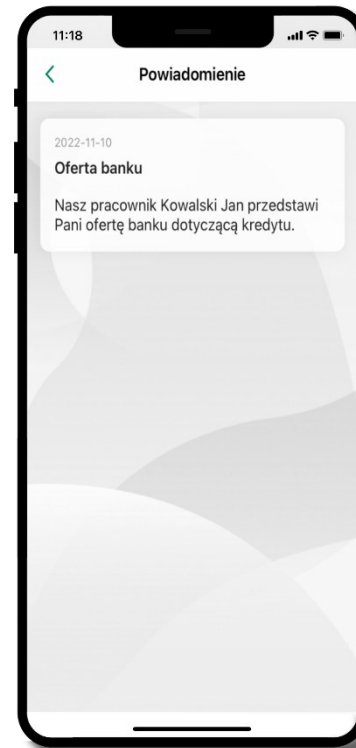 11:18
Powiadomienie
2022-11-10
Oferta banku
Nasz pracownik Kowalski Jan przedstawi
Pani ofertę banku dotyczącą kredytu.